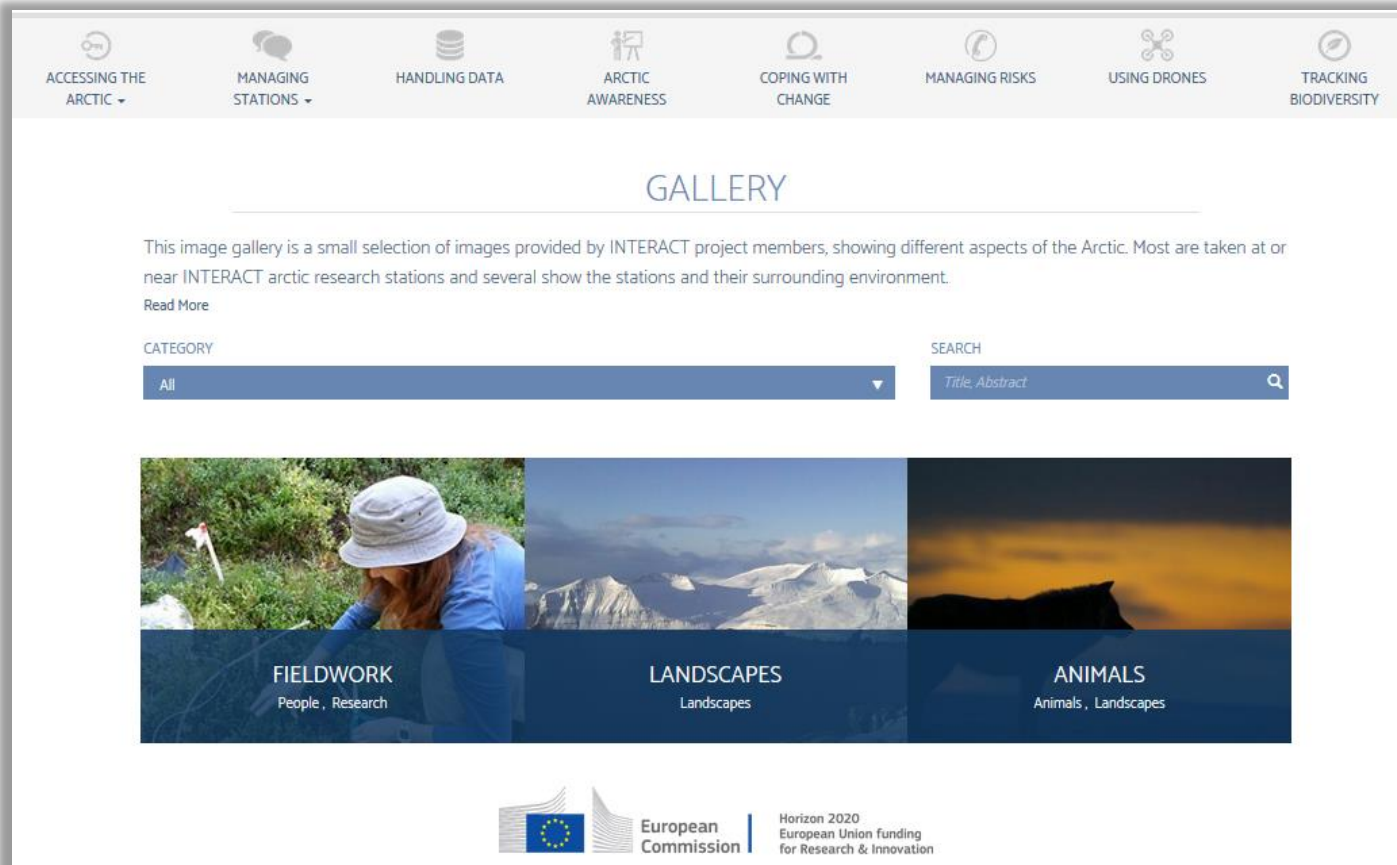 ACCESSING THE
ARCTIC
MANAGING
STATIONS
HANDLING DATA
ARCTIC
AWARENESS
COPING WITH
CHANGE
MANAGING RISKS
USING DRONES
TRACKING
BIODIVERSITY
GALLERY
This image gallery is a small selection of images provided by INTERACT project members, showing different aspects of the Arctic. Most are taken at or
near INTERACT arctic research stations and several show the stations and their surrounding environment.
Read More
CATEGORY
SEARCH
All
Title, Abstract
FIELDWORK
People , Research
LANDSCAPES
Landscapes
ANIMALS
Animals , Landscapes
European
Commission
Horizon 2020
European Union funding
for Research & Innovation